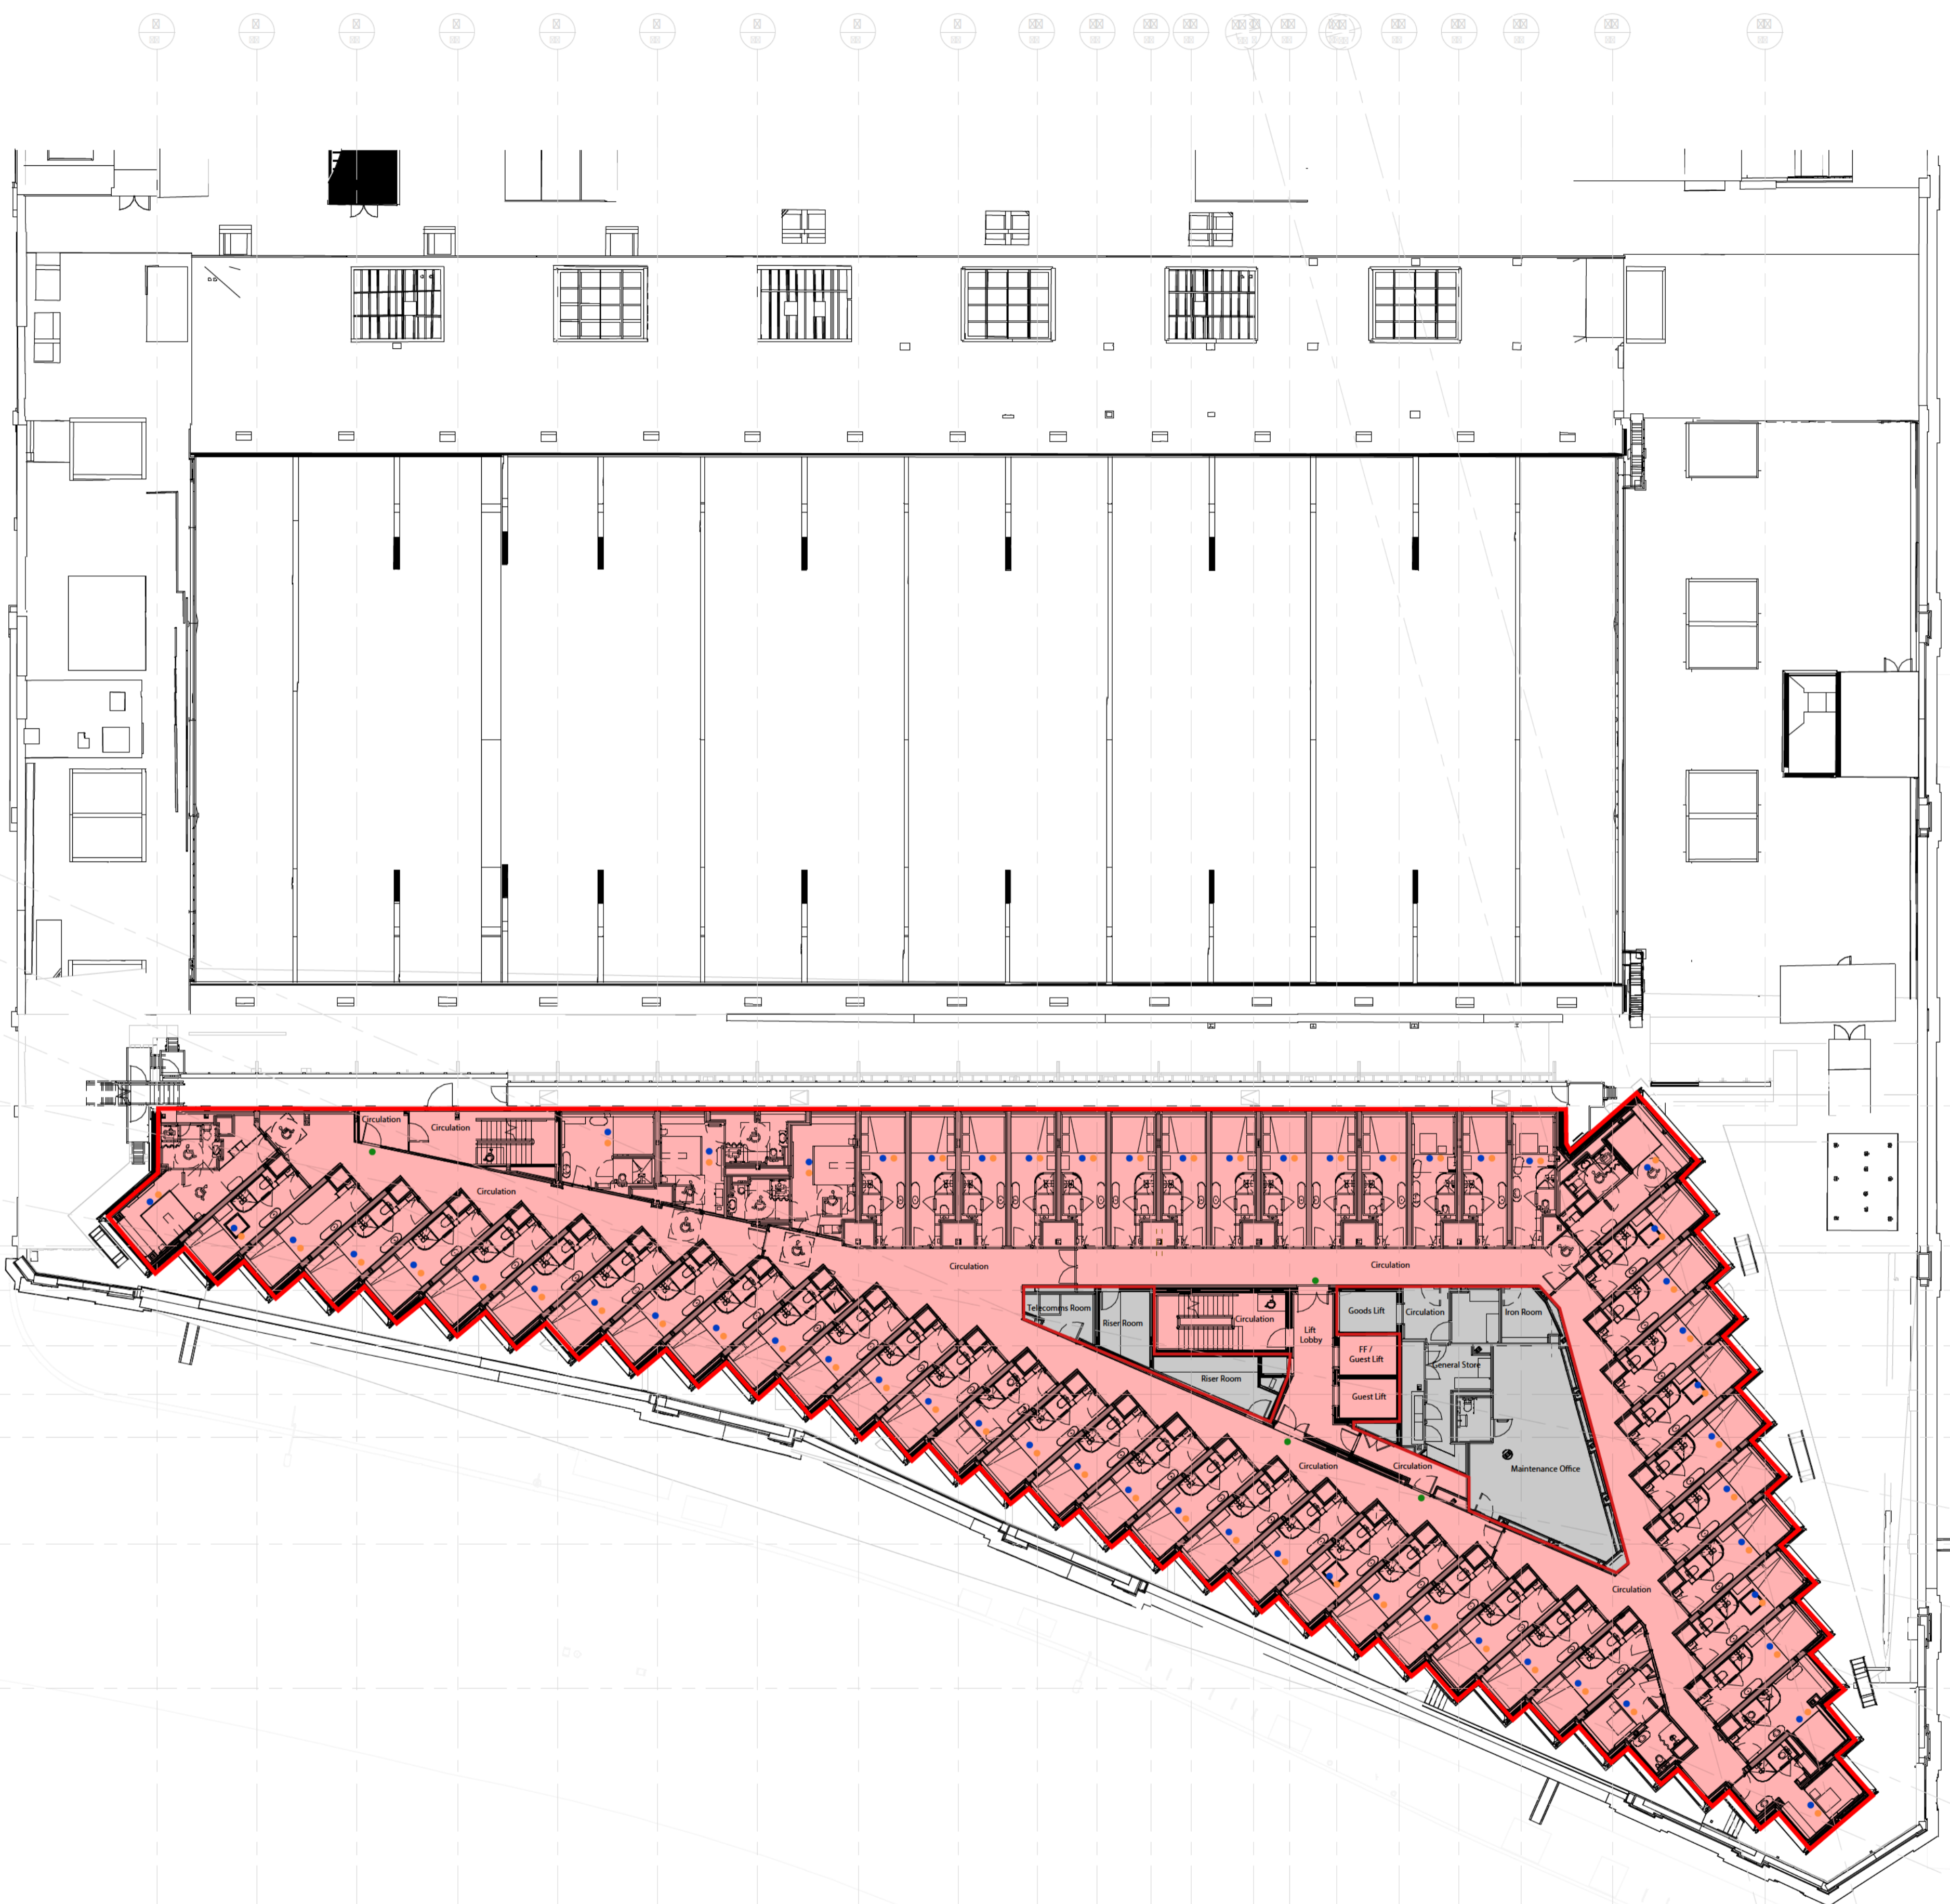 Circulation
Circulation
Circulation
Circulation
Circulation
Telecomms Room
Riser Room
Circulation
Lift
Lobby
Goods Lift
Circulation
Iron Room
FF /
Guest Lift
General Store
Riser Room
Guest Lift
Circulation
Circulation
Maintenance Office
Circulation